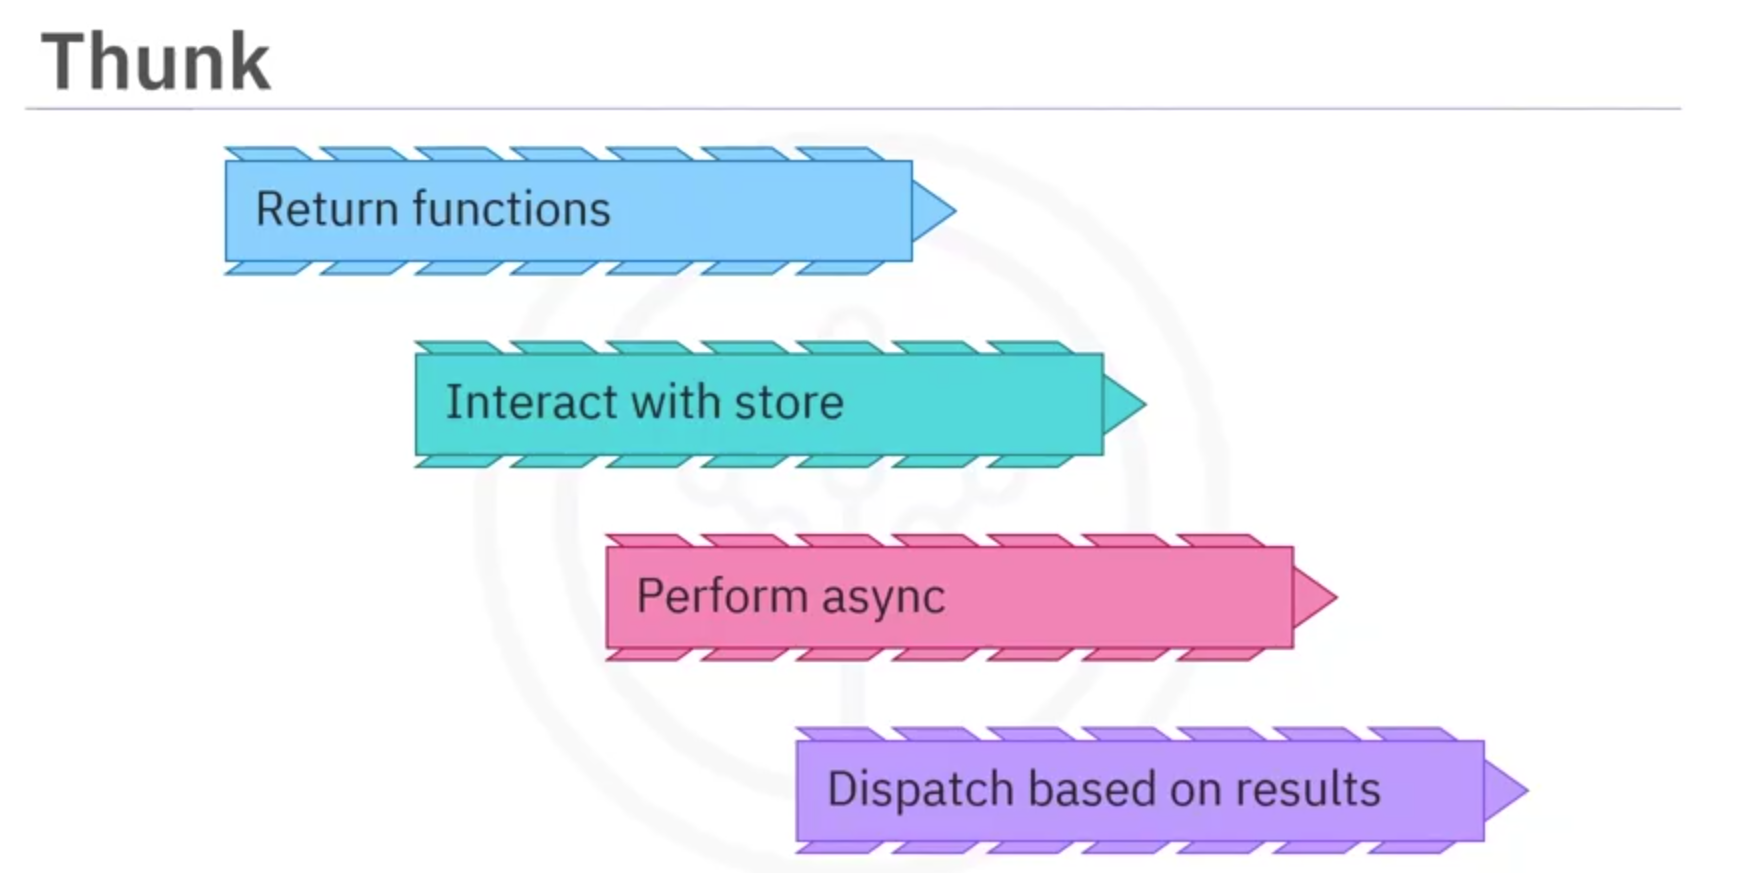 Thunk
Return functions
Interact with store
Perform async
Dispatch based on results